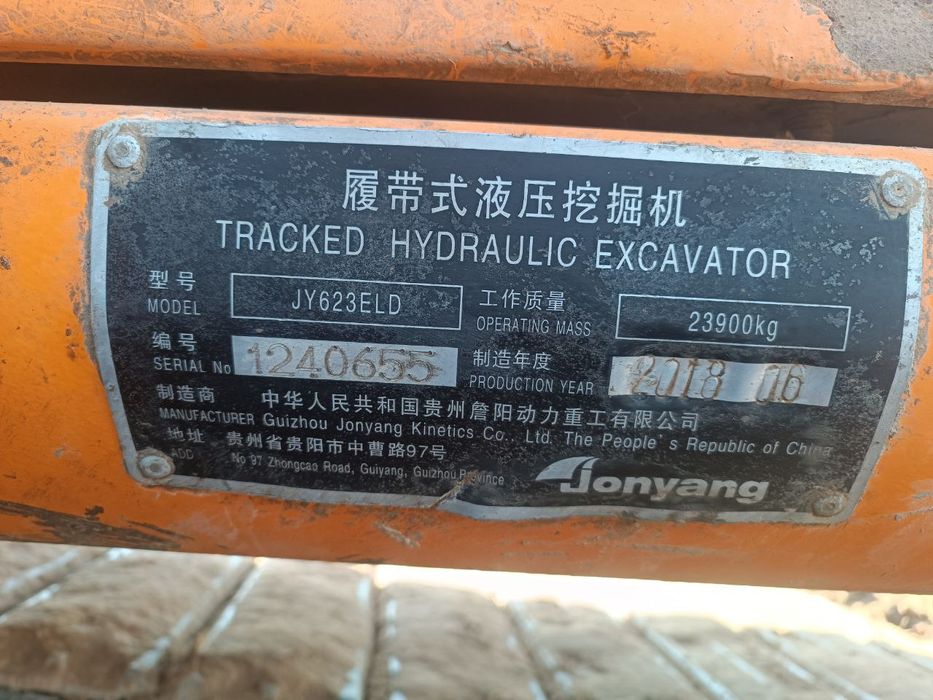 履带式液压挖掘机
TRACKED HYDRAULIC EXCAVATOR
型号 JY623ELD 工作质量 23900kg
MODEL OPERATING MASS
编号 1240655 制造年度 2018 06
SERIAL No PRODUCTION YEAR
制造商 中华人民共和国贵州詹阳动力重工有限公司
MANUFACTURER Guizhou Jonyang Kinetics Co., Ltd. The People's Republic of China
地址 贵州省贵阳市中曹路97号
ADD No 97 Zhongcao Road, Guiyang, Guizhou Province
Jonyang